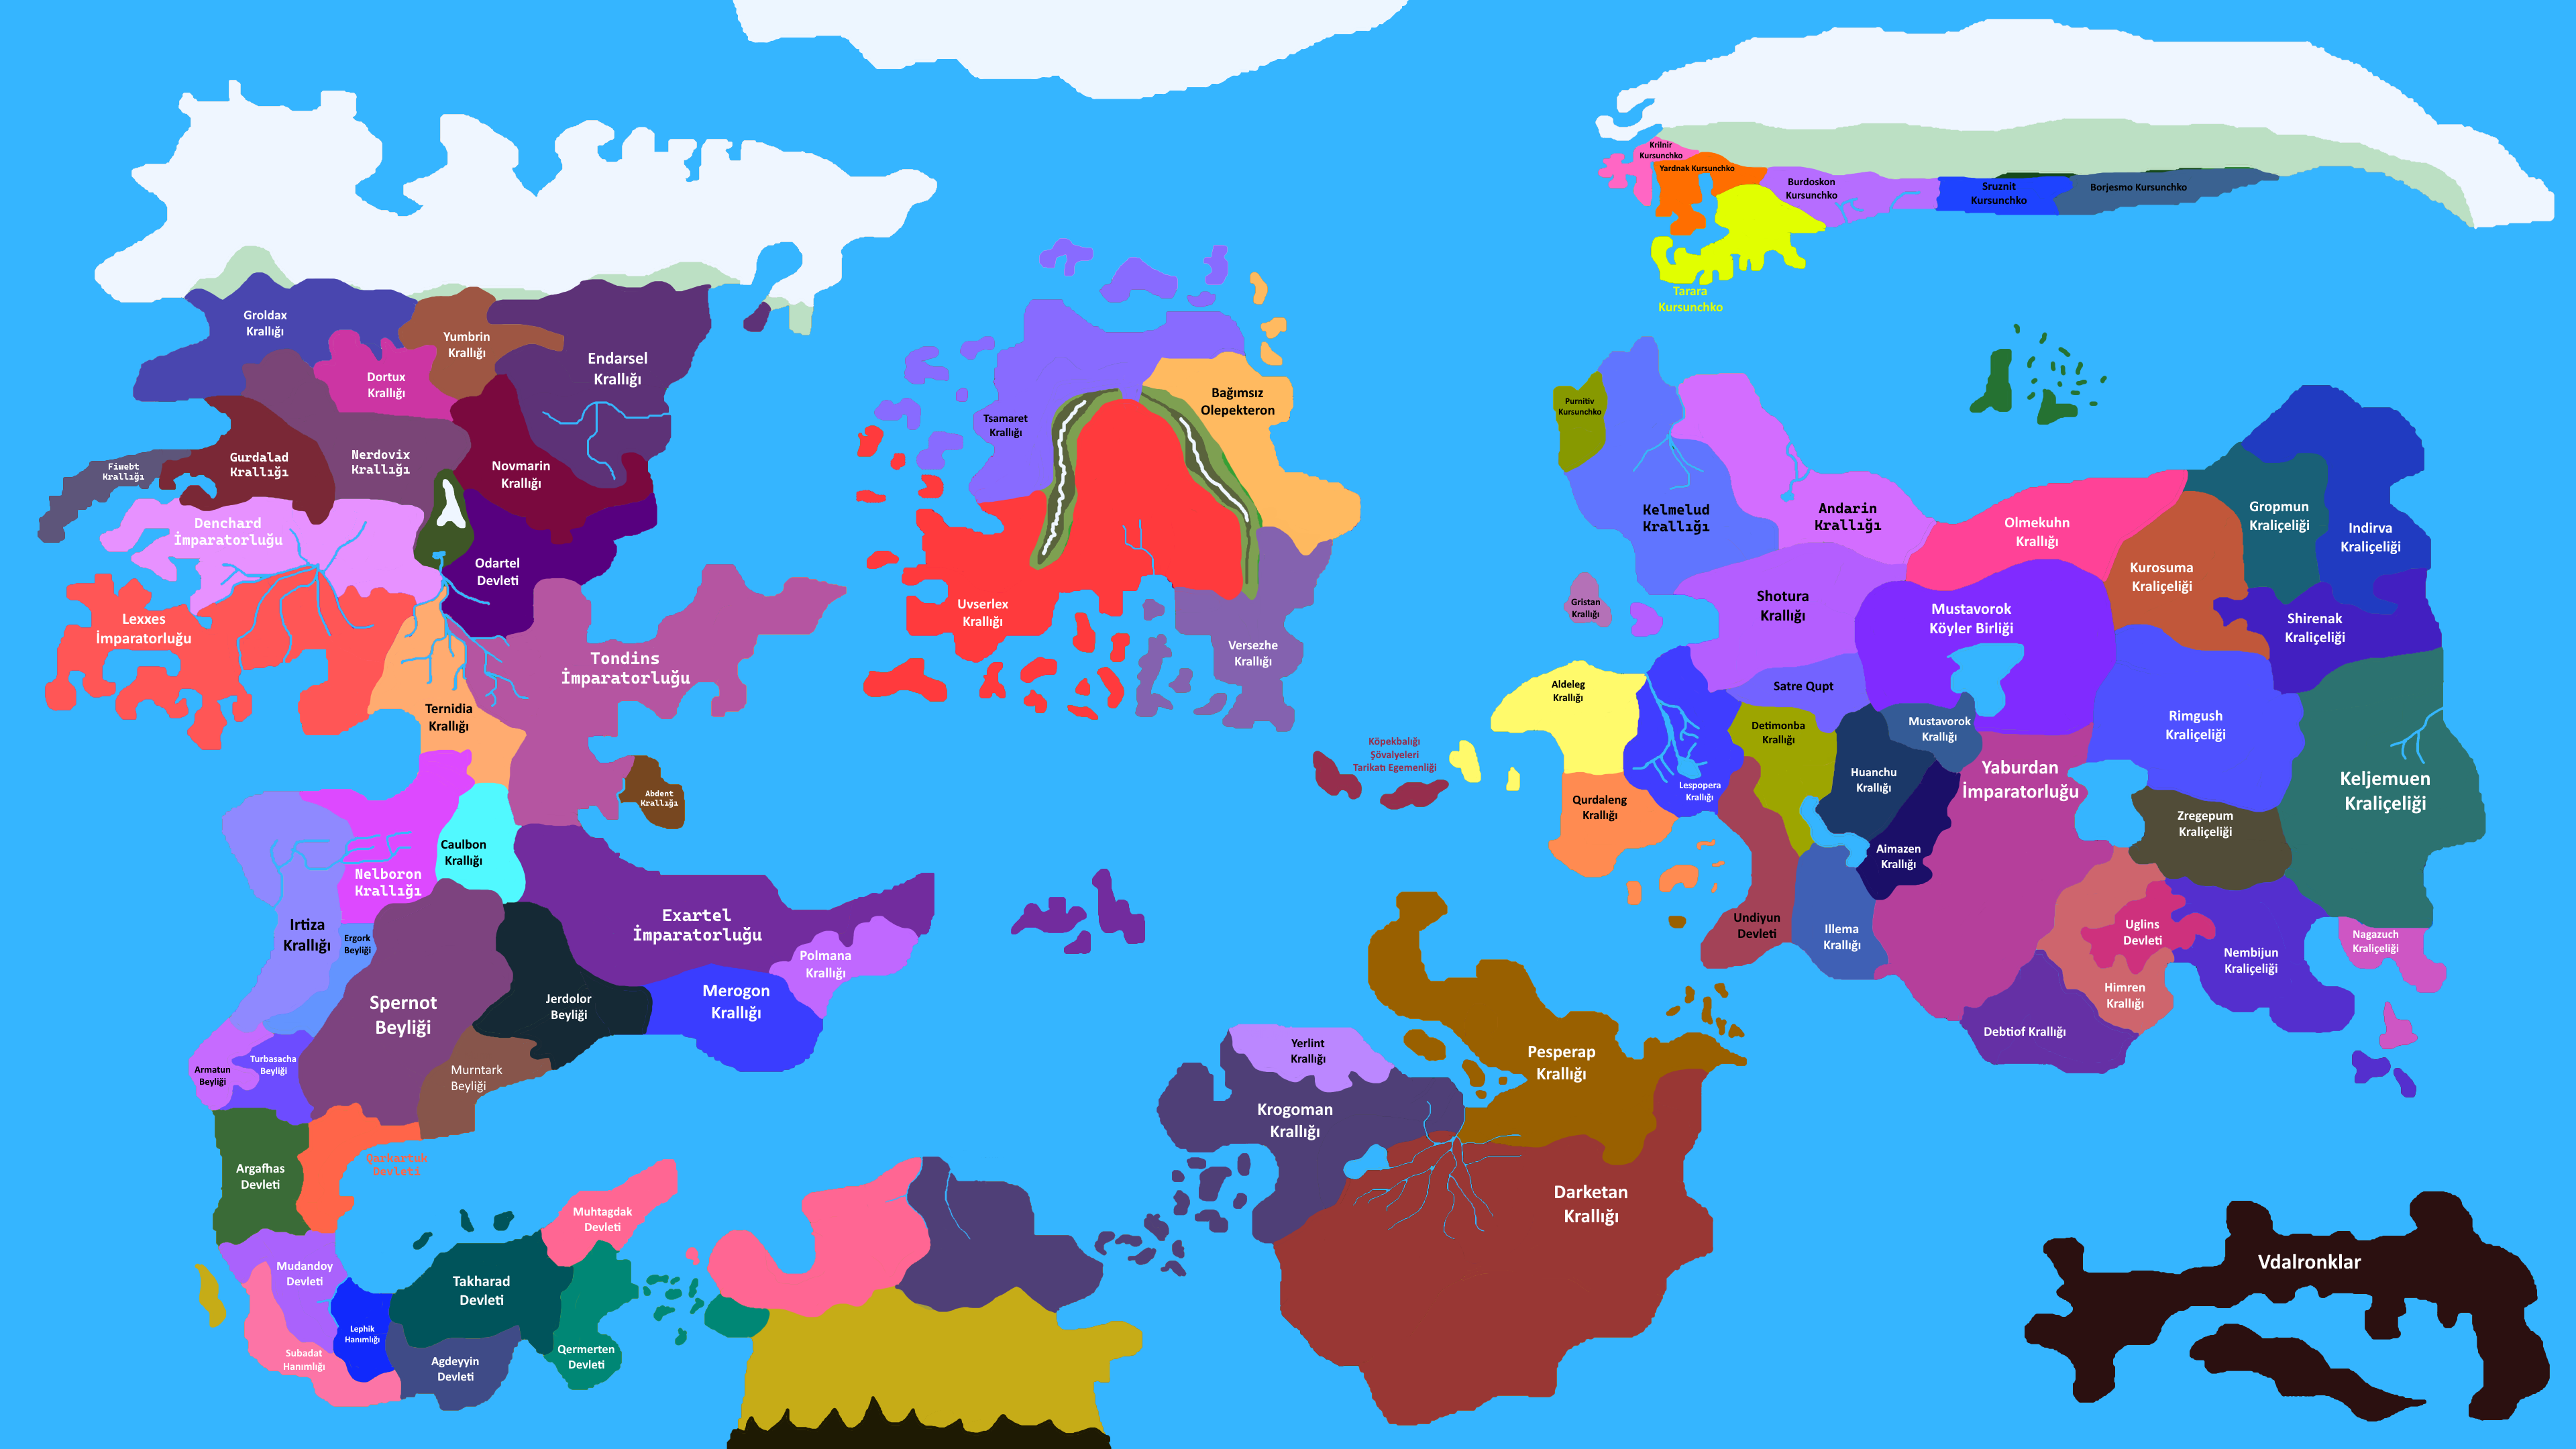 Krilnir
Kursunchko
Yardnak Kursunchko
Burdoskon
Kursunchko
Sruznit
Kursunchko
Borjesmo Kursunchko
Tarara
Kursunchko
Groldax
Krallığı
Yumbrin
Krallığı
Endarsel
Krallığı
Dortux
Krallığı
Nerdovix
Krallığı
Gurdalad
Krallığı
Fimebt
Krallığı
Novmarin
Krallığı
Denchard
İmparatorluğu
Odartel
Devleti
Lexxes
İmparatorluğu
Tondins
İmparatorluğu
Ternidia
Krallığı
Abdent
Krallığı
Caulbon
Krallığı
Nelboron
Krallığı
Irtiza
Krallığı
Ergork
Beyliği
Exartel
İmparatorluğu
Polmana
Krallığı
Merogon
Krallığı
Jerdolor
Beyliği
Spernot
Beyliği
Murntark
Beyliği
Turbasacha
Beyliği
Armatun
Beyliği
Argafhas
Devleti
Qarkartuk
Devleti
Muhtagdak
Devleti
Mudandoy
Devleti
Takharad
Devleti
Lephik
Hanımlığı
Subadat
Hanımlığı
Agdeyyin
Devleti
Qermerten
Devleti
Tsamaret
Krallığı
Bağımsız
Olepekteron
Uvserlex
Krallığı
Versezhe
Krallığı
Köpekbalığı
Şövalyeleri
Tarikatı Egemenliği
Purnitiv
Kursunchko
Kelmelud
Krallığı
Andarin
Krallığı
Olmekuhn
Krallığı
Gropmun
Kraliçeliği
Indirva
Kraliçeliği
Kurosuma
Kraliçeliği
Shirenak
Kraliçeliği
Gristan
Krallığı
Shotura
Krallığı
Mustavorok
Köyler Birliği
Aldeleg
Krallığı
Satre Qupt
Detimonba
Krallığı
Mustavorok
Krallığı
Rimgush
Kraliçeliği
Lespopera
Krallığı
Huanchu
Krallığı
Yaburdan
İmparatorluğu
Keljemuen
Kraliçeliği
Qurdaleng
Krallığı
Zregepum
Kraliçeliği
Aimazen
Krallığı
Undiyun
Devleti
Illema
Krallığı
Uglins
Devleti
Nembijun
Kraliçeliği
Nagazuch
Kraliçeliği
Himren
Krallığı
Debtiof Krallığı
Yerlint
Krallığı
Pesperap
Krallığı
Krogoman
Krallığı
Darketan
Krallığı
Vdalronklar